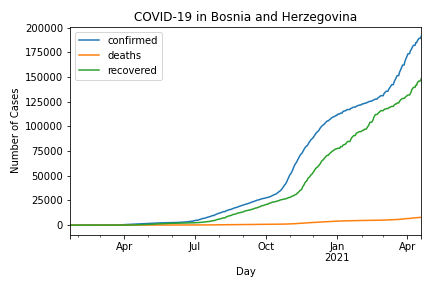 COVID-19 in Bosnia and Herzegovina
200000
175000
150000
125000
100000
75000
50000
25000
0
Number of Cases
confirmed
deaths
recovered
Apr
Jul
Oct
Jan
2021
Apr
Day